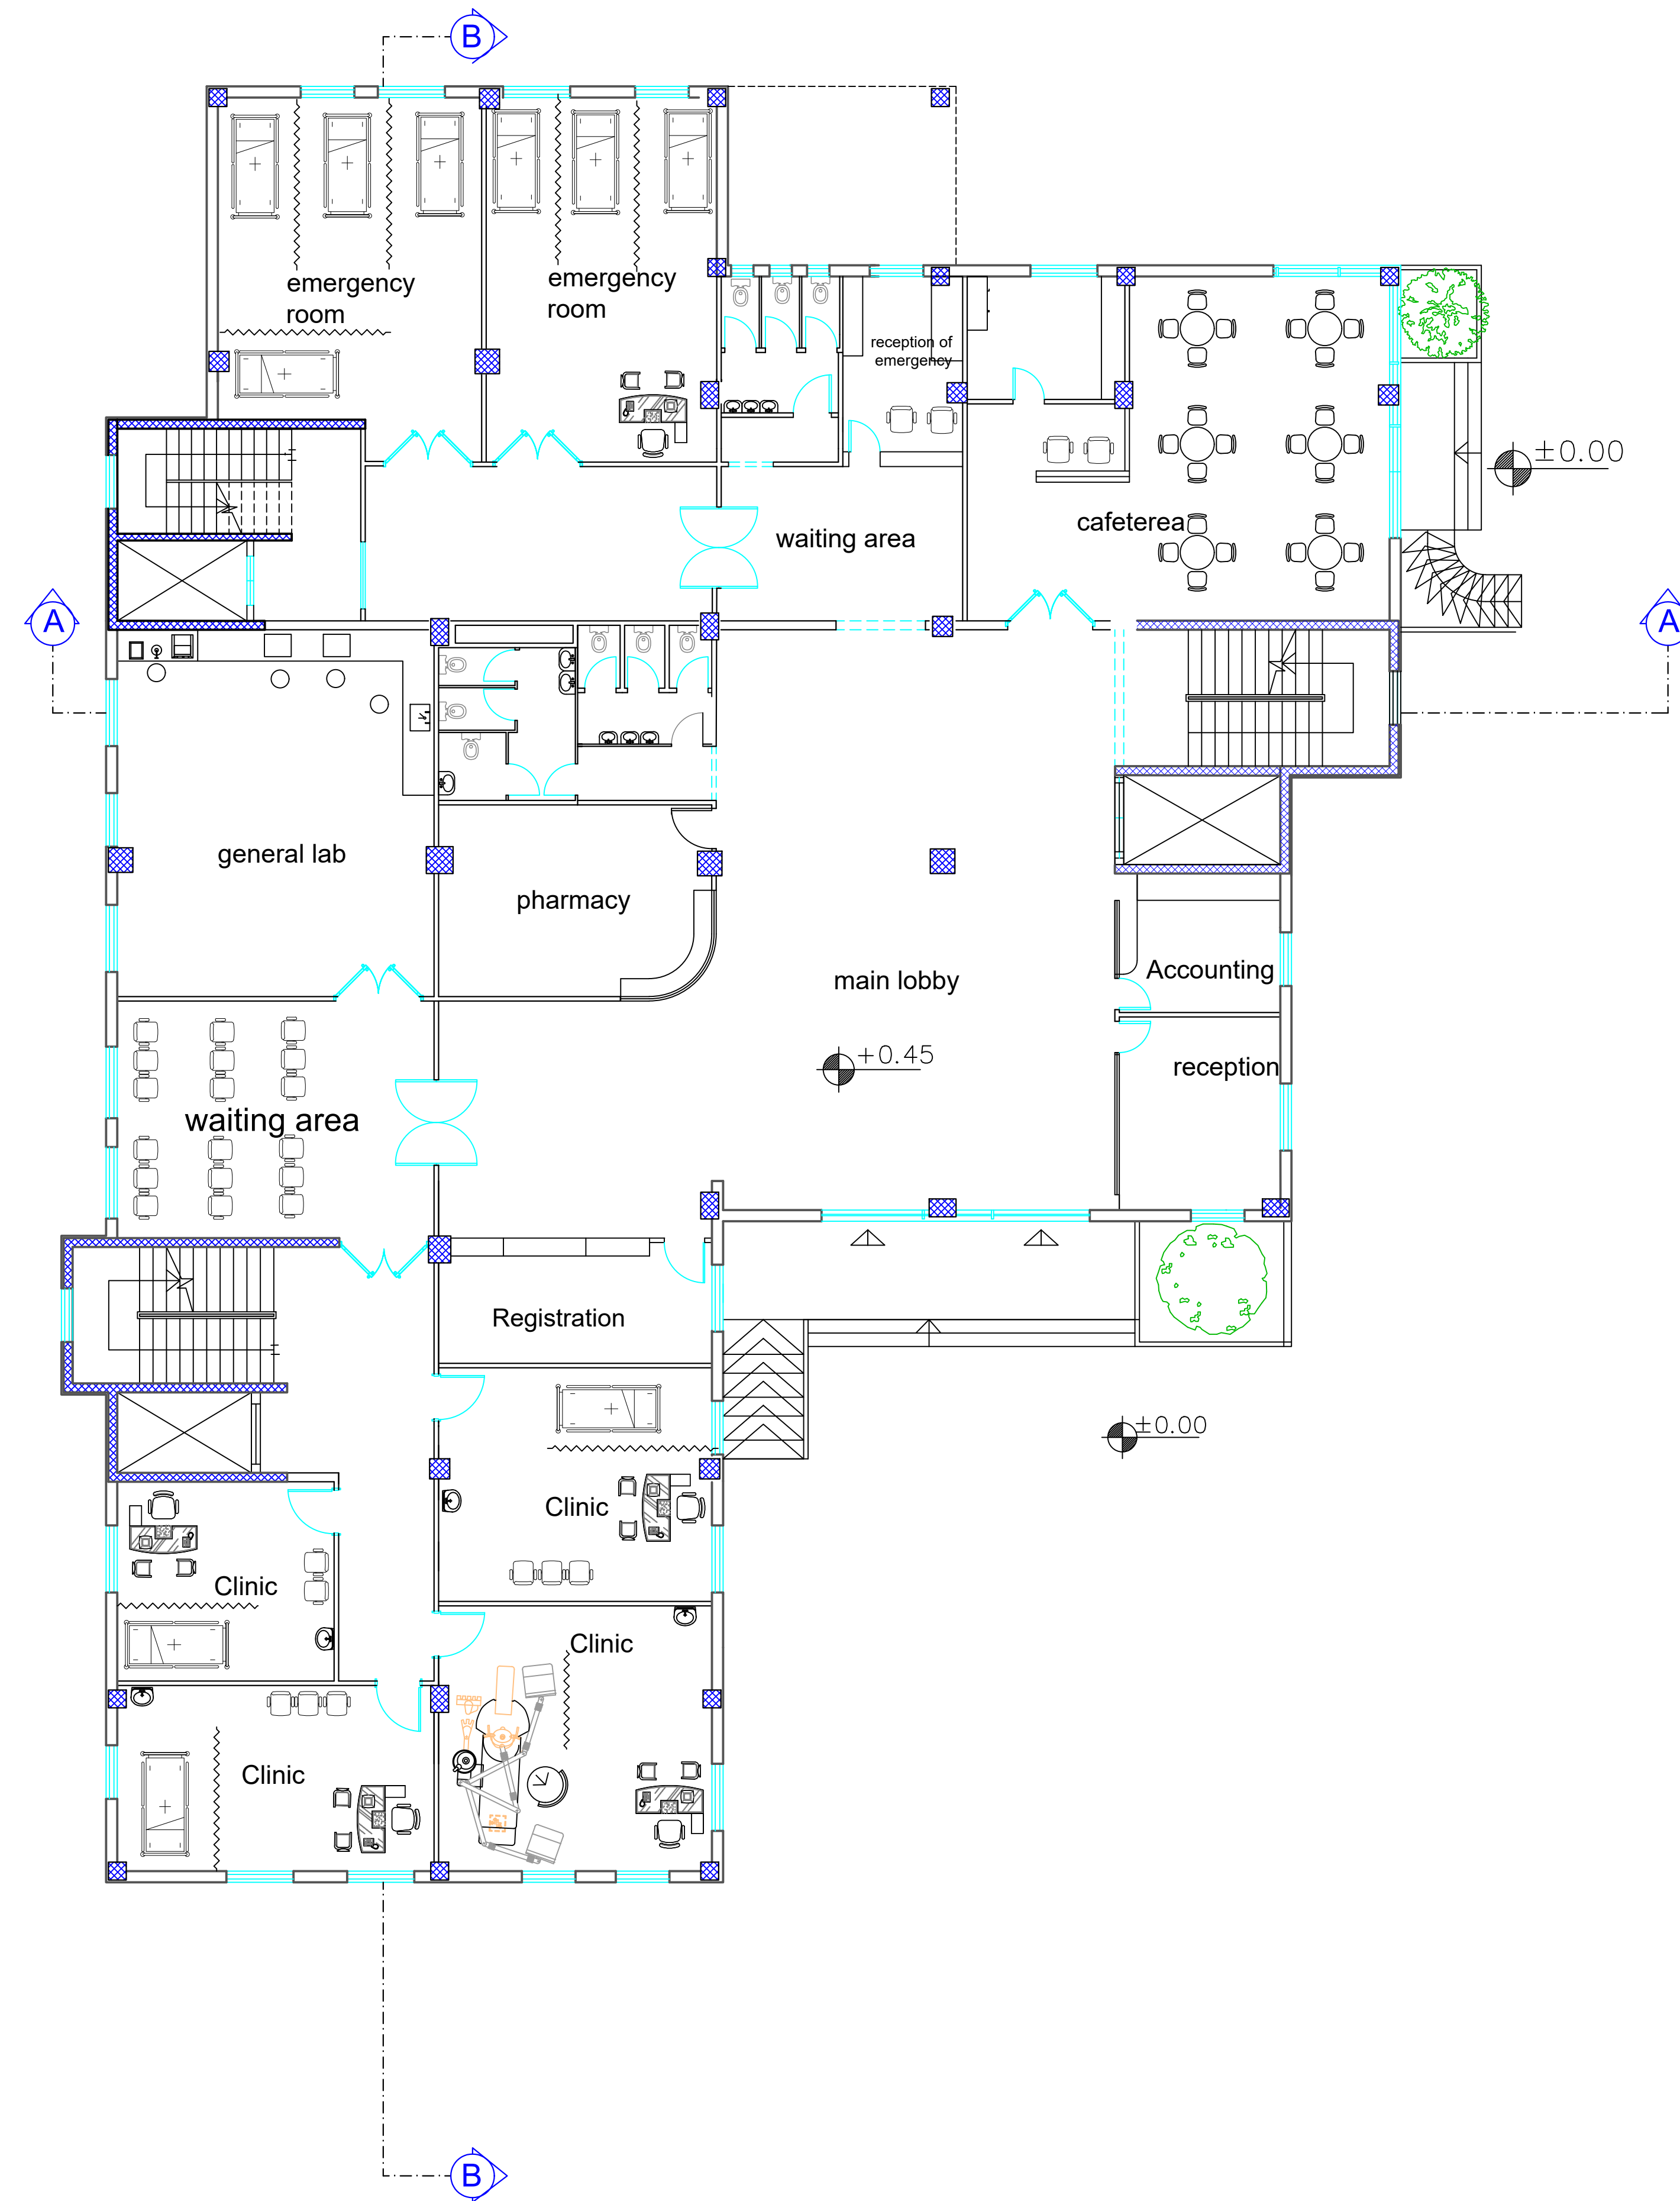 B
emergency
room
emergency
room
reception of
emergency
±0.00
cafeterea
waiting area
A
A
general lab
pharmacy
Accounting
main lobby
+0.45
reception
waiting area
Registration
±0.00
Clinic
Clinic
Clinic
Clinic
B